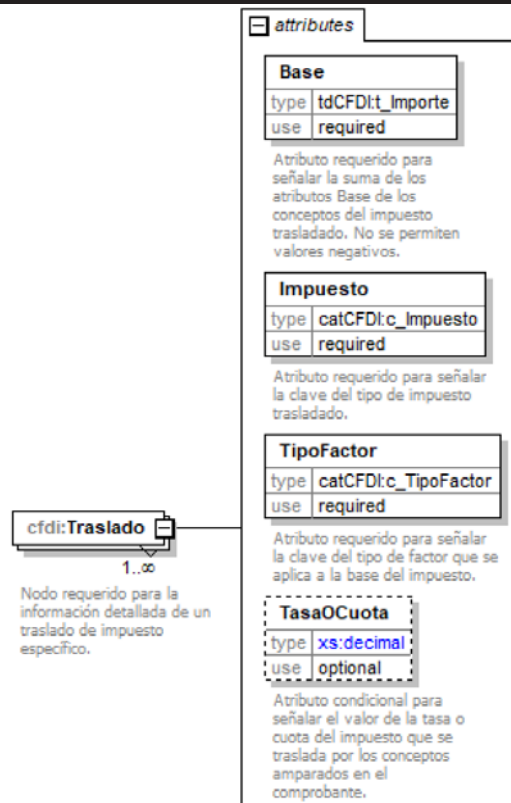 attributes
Base
type tdCFDI:t_Importe
use required
Atributo requerido para
señalar la suma de los
atributos Base de los
conceptos del impuesto
trasladado. No se permiten
valores negativos.
Impuesto
type catCFDI:c_Impuesto
use required
Atributo requerido para señalar
la clave del tipo de impuesto
trasladado.
TipoFactor
type catCFDI:c_TipoFactor
use required
Atributo requerido para señalar
la clave del tipo de factor que se
aplica a la base del impuesto.
cfdi:Traslado
1..∞
Nodo requerido para la
información detallada de un
traslado de impuesto
específico.
TasaOCuota
type xs:decimal
use optional
Atributo condicional para
señalar el valor de la tasa o
cuota del impuesto que se
traslada por los conceptos
amparados en el
comprobante.